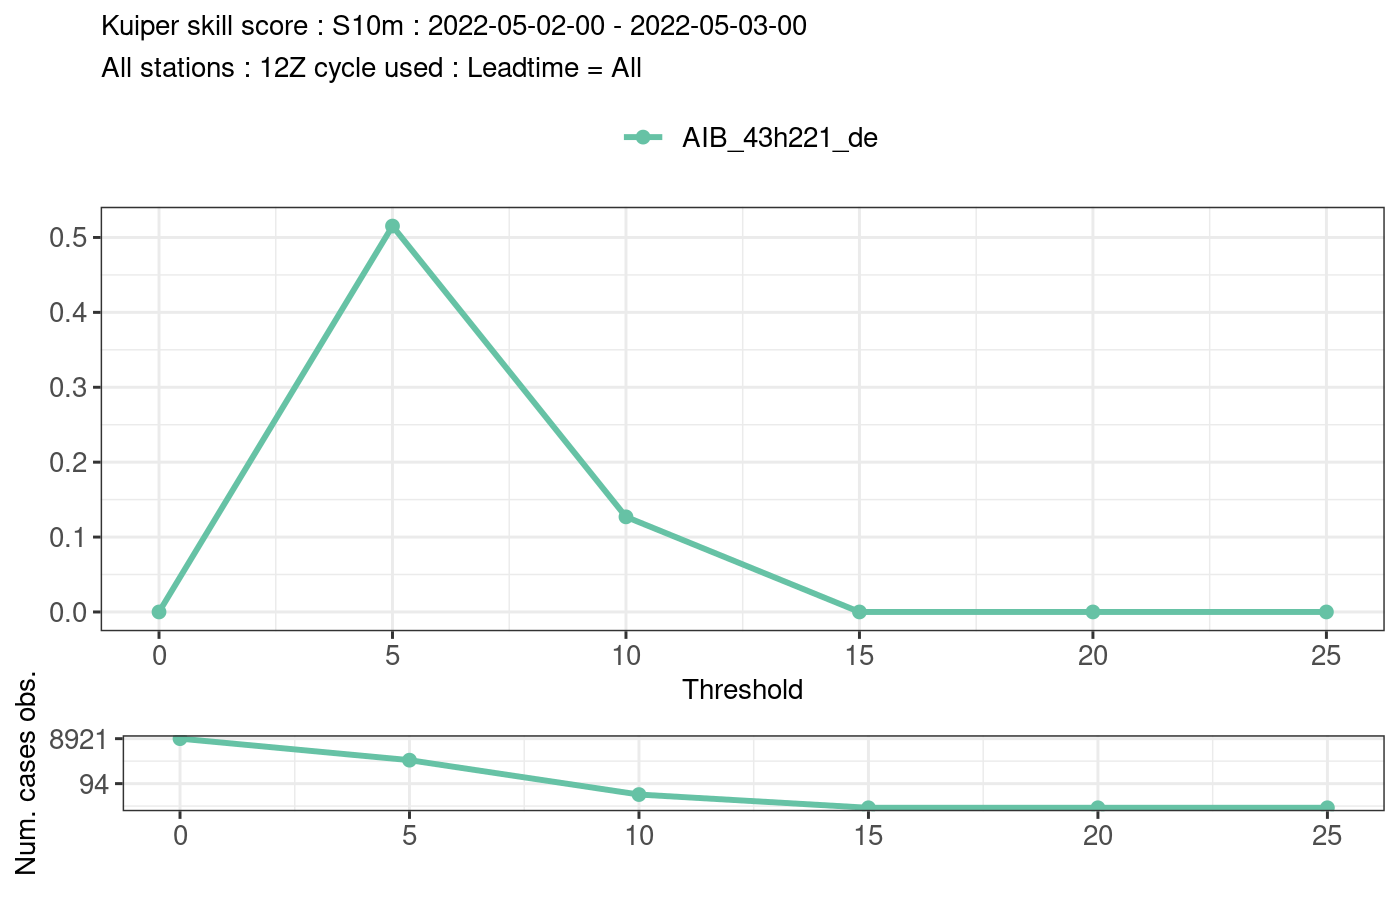 Kuiper skill score : S10m : 2022-05-02-00 - 2022-05-03-00
All stations : 12Z cycle used : Leadtime = All
AIB_43h221_de
0.5
0.4
0.3
0.2
0.1
0.0
0 5 10 15 20 25
Threshold
Num. cases obs.
8921
94
0 5 10 15 20 25